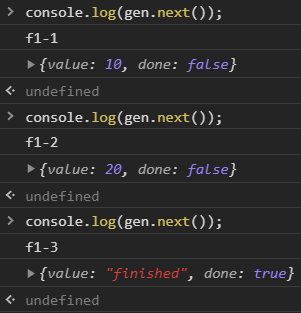 > console.log(gen.next());
f1-1
▶{value: 10, done: false}
<· undefined
> console.log(gen.next());
f1-2
▶{value: 20, done: false}
<· undefined
> console.log(gen.next());
f1-3
▶{value: "finished", done: true}
<· undefined